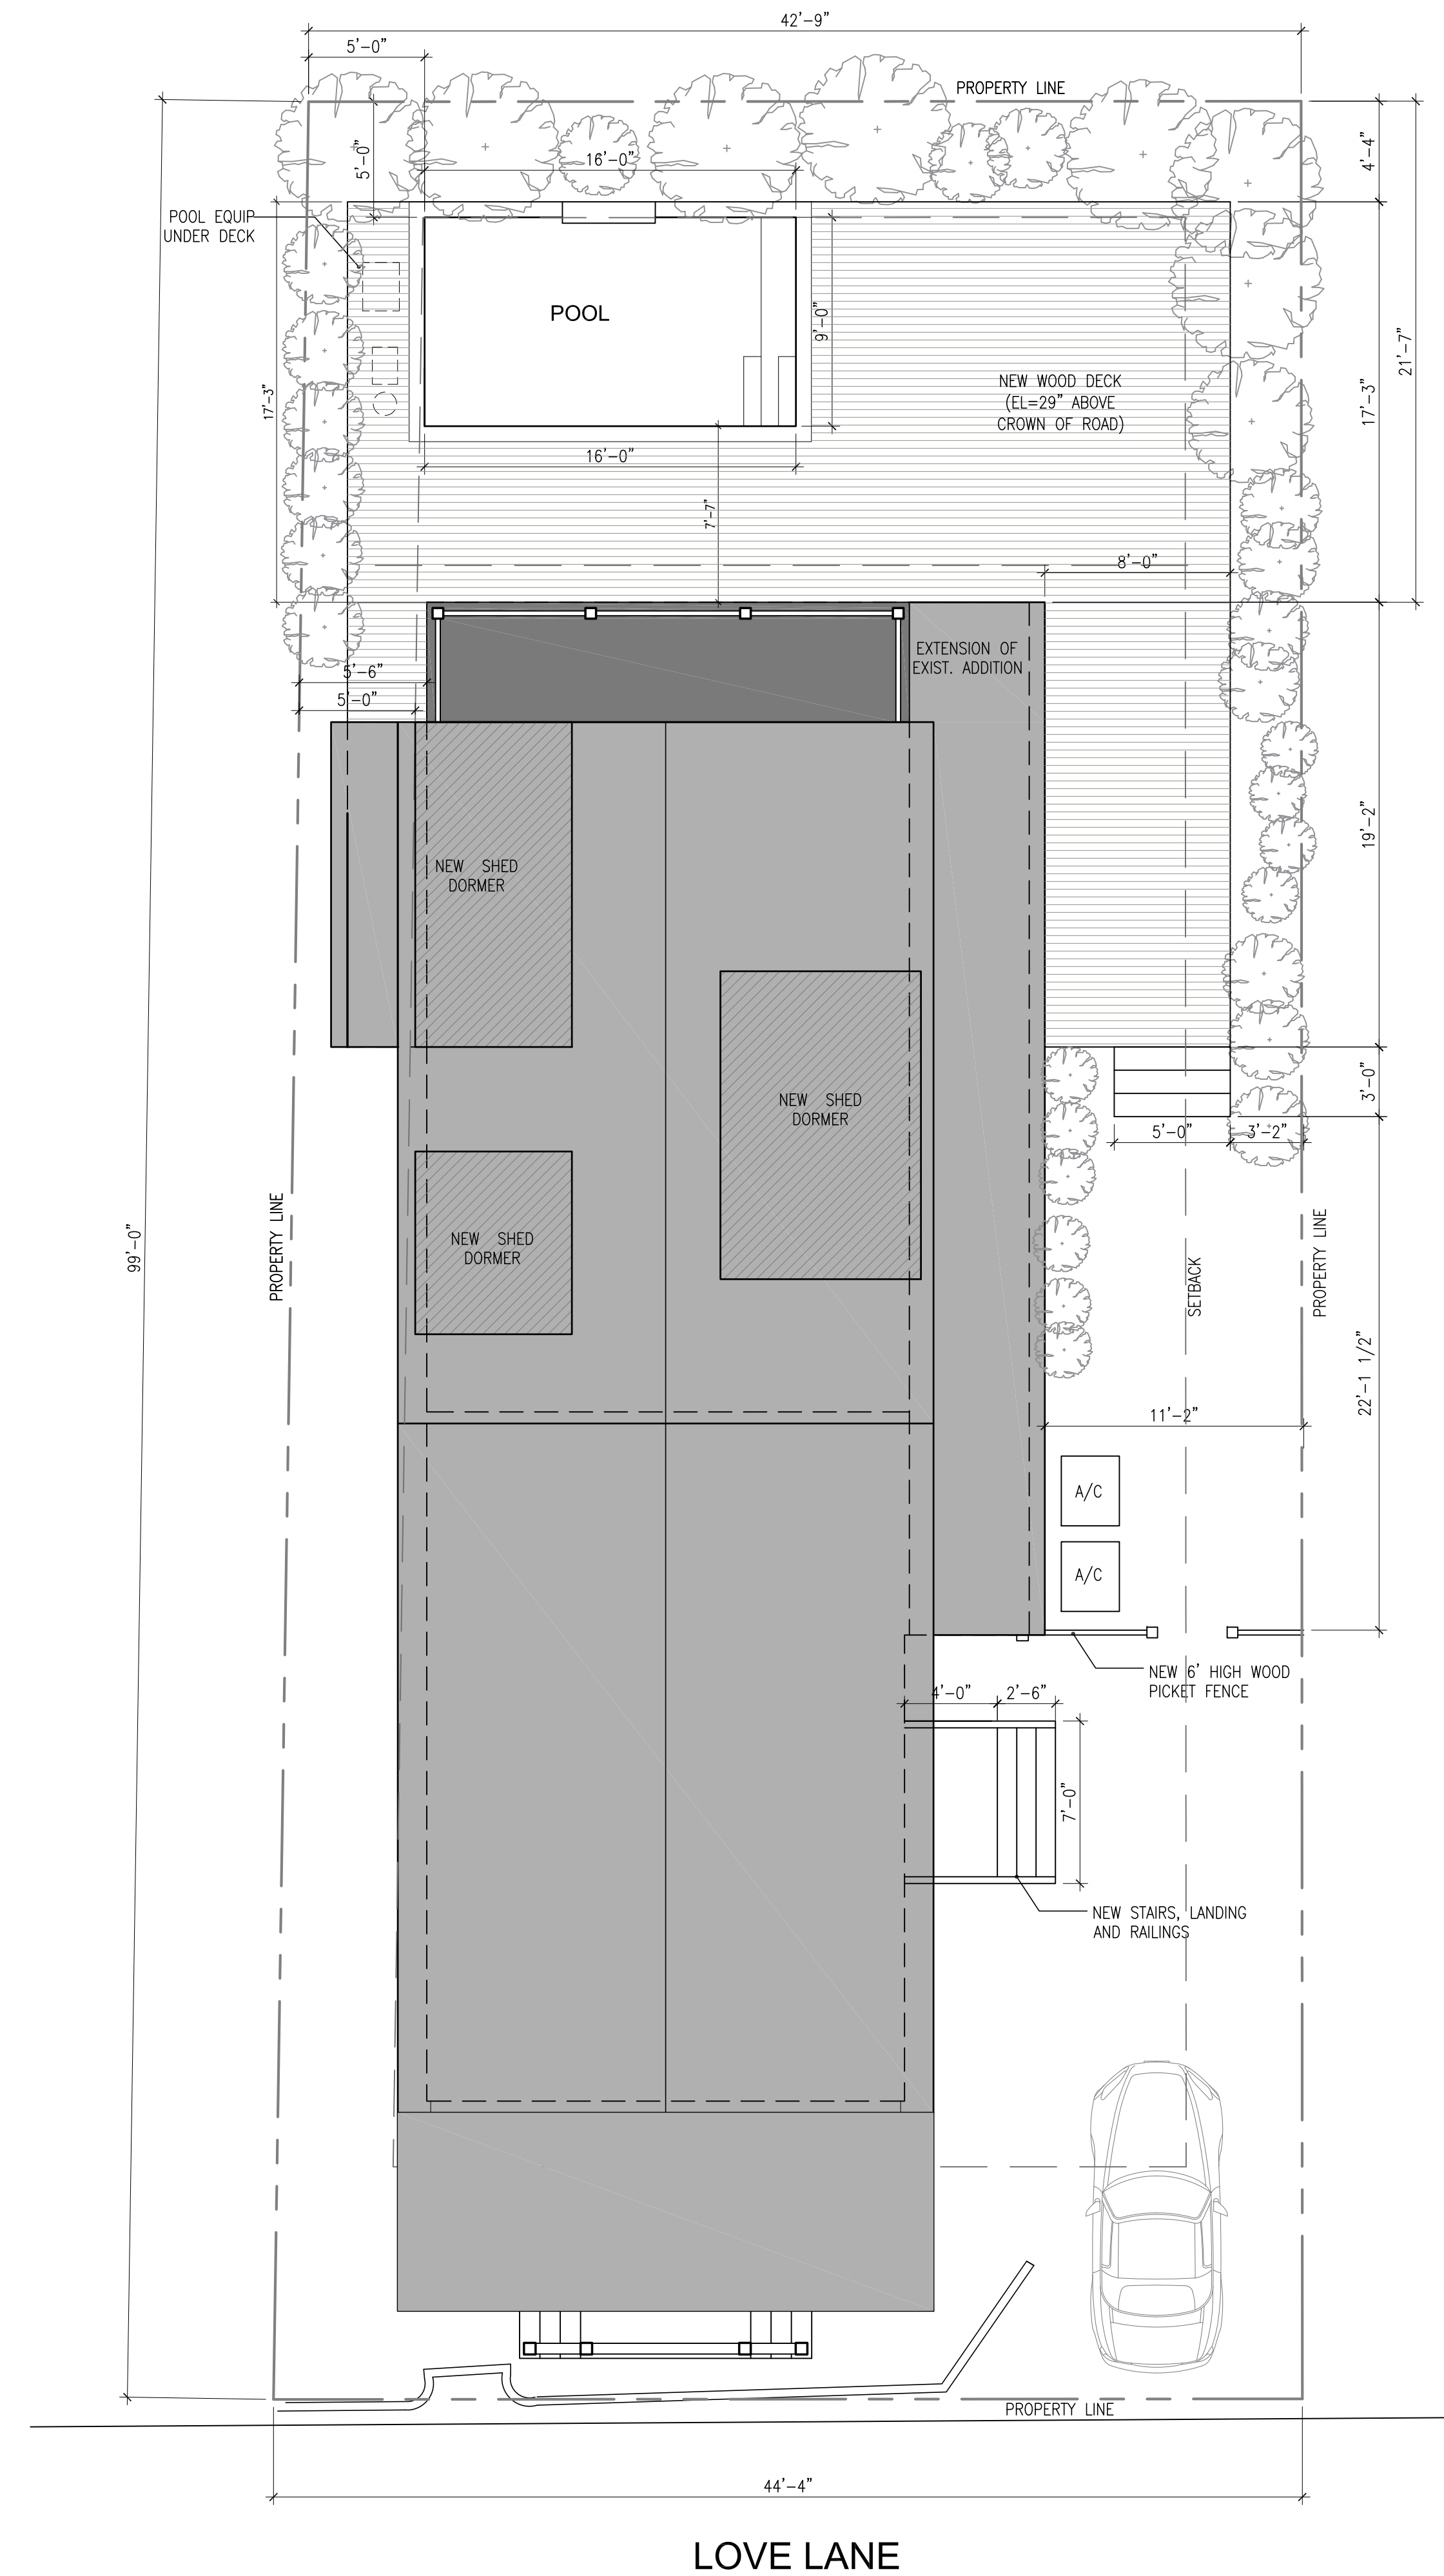 42'-9"
5'-0"
PROPERTY LINE
5'-0"
16'-0"
4'-4"
POOL EQUIP
UNDER DECK
POOL
9'-0"
21'-7"
17'-3"
NEW WOOD DECK
(EL=29" ABOVE
CROWN OF ROAD)
17'-3"
16'-0"
7'-7"
8'-0"
EXTENSION OF
EXIST. ADDITION
5'-6"
5'-0"
19'-2"
NEW SHED
DORMER
NEW SHED
DORMER
3'-0"
5'-0"
3'-2"
NEW SHED
DORMER
99'-0"
PROPERTY LINE
SETBACK
PROPERTY LINE
22'-1 1/2"
11'-2"
A/C
A/C
NEW 6' HIGH WOOD
PICKET FENCE
4'-0"
2'-6"
7'-0"
NEW STAIRS, LANDING
AND RAILINGS
PROPERTY LINE
44'-4"
LOVE LANE